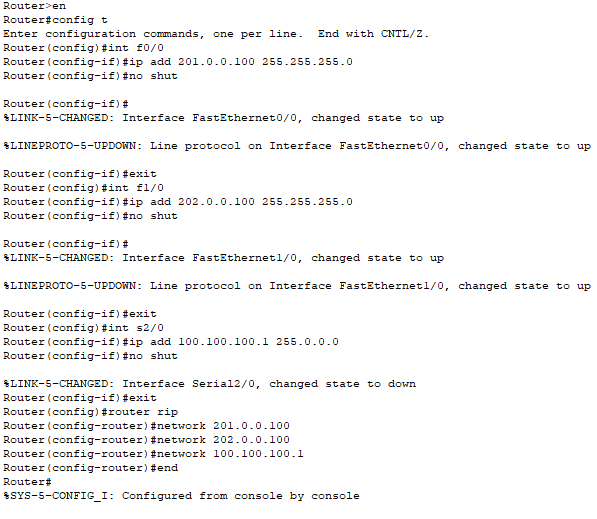 Router>en
Router#config t
Enter configuration commands, one per line.  End with CNTL/Z.
Router(config)#int f0/0
Router(config-if)#ip add 201.0.0.100 255.255.255.0
Router(config-if)#no shut
Router(config-if)#
%LINK-5-CHANGED: Interface FastEthernet0/0, changed state to up
%LINEPROTO-5-UPDOWN: Line protocol on Interface FastEthernet0/0, changed state to up
Router(config-if)#exit
Router(config)#int f1/0
Router(config-if)#ip add 202.0.0.100 255.255.255.0
Router(config-if)#no shut
Router(config-if)#
%LINK-5-CHANGED: Interface FastEthernet1/0, changed state to up
%LINEPROTO-5-UPDOWN: Line protocol on Interface FastEthernet1/0, changed state to up
Router(config-if)#exit
Router(config)#int s2/0
Router(config-if)#ip add 100.100.100.1 255.0.0.0
Router(config-if)#no shut
%LINK-5-CHANGED: Interface Serial2/0, changed state to down
Router(config-if)#exit
Router(config)#router rip
Router(config-router)#network 201.0.0.100
Router(config-router)#network 202.0.0.100
Router(config-router)#network 100.100.100.1
Router(config-router)#end
Router#
%SYS-5-CONFIG_I: Configured from console by console